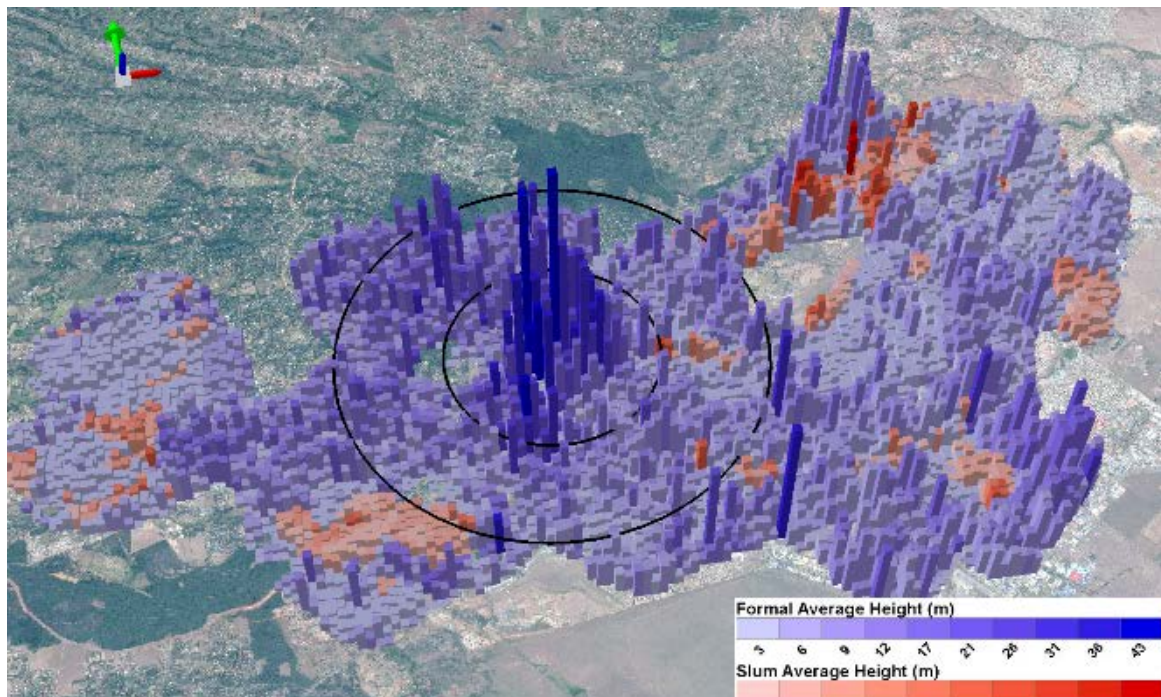 Formal Average Height (m)
3 6 9 12 17 21 26 31 36 43
Slum Average Height (m)